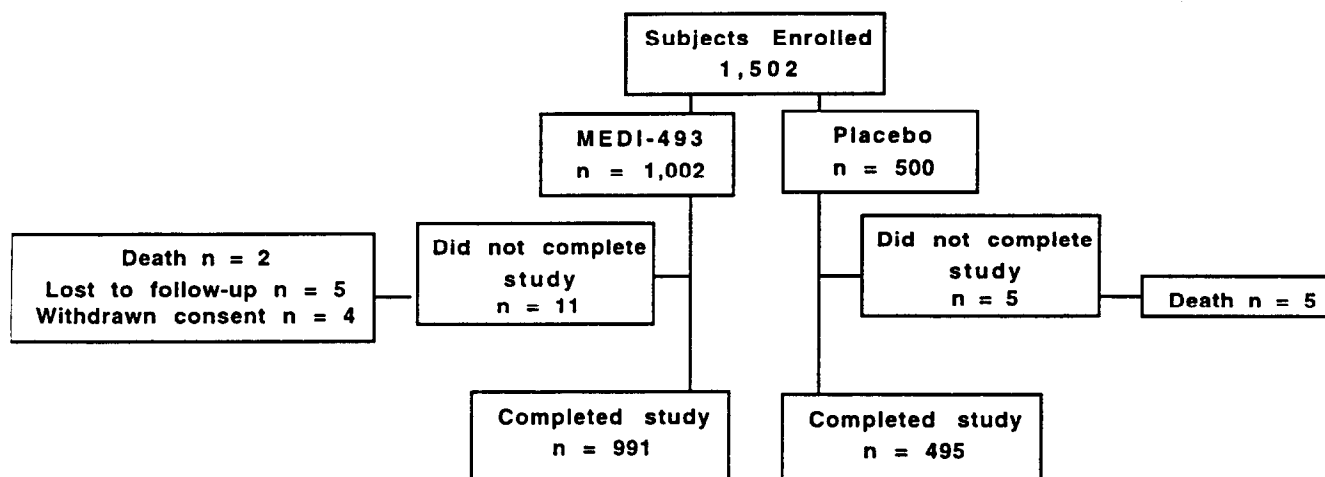 Subjects Enrolled
1,502
MEDI-493
n = 1,002
Placebo
n = 500
Death n = 2
Lost to follow-up n = 5
Withdrawn consent n = 4
Did not complete
study
n = 11
Did not complete
study
n = 5
Death n = 5
Completed study
n = 991
Completed study
n = 495